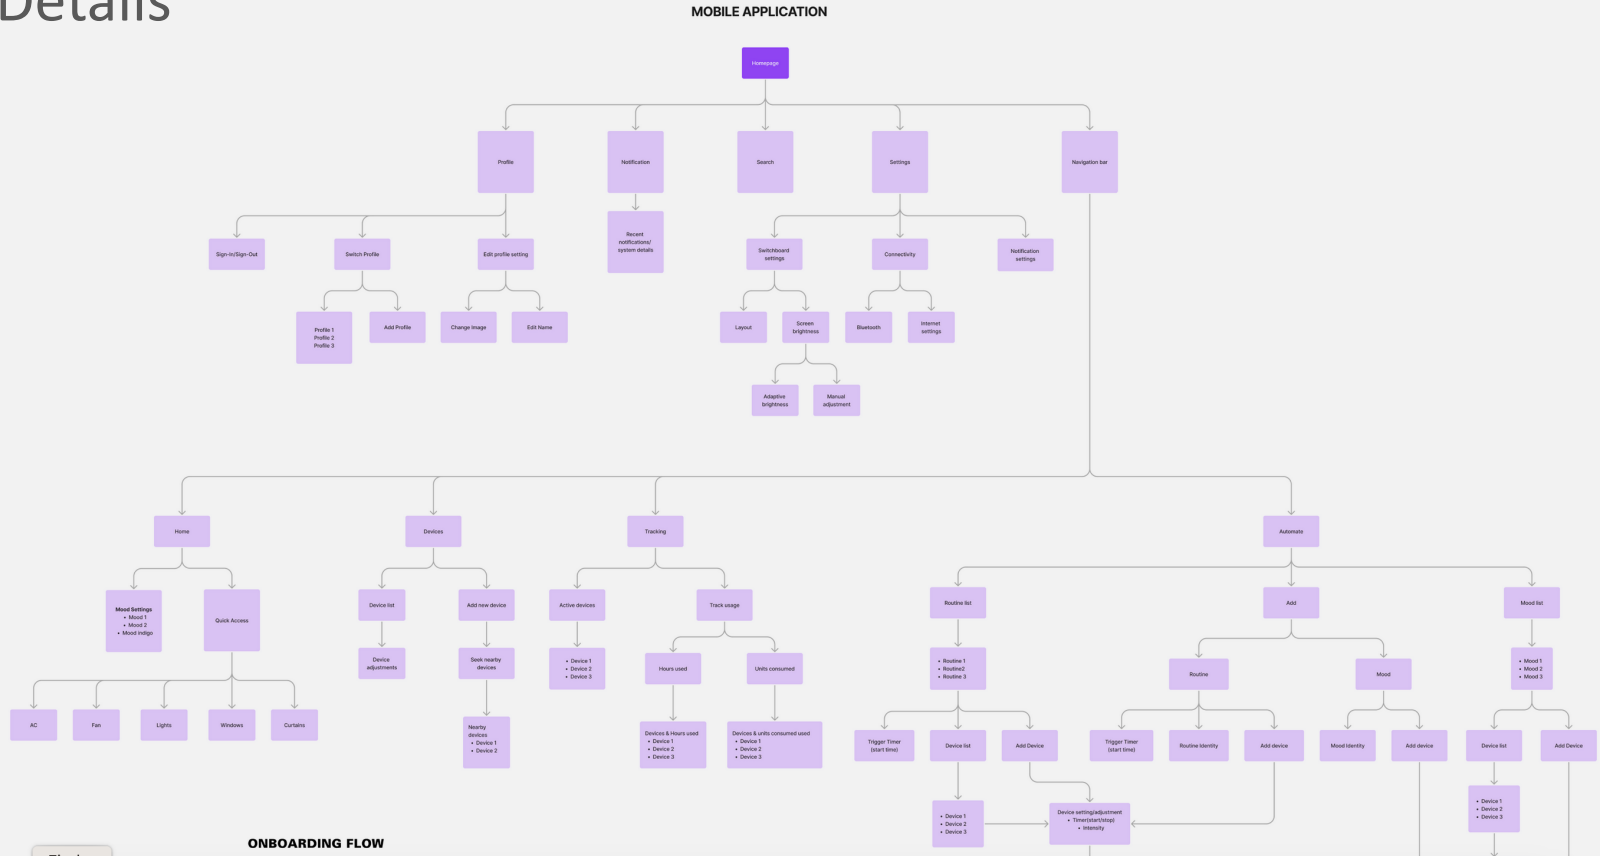 Details
MOBILE APPLICATION
Homepage
Profile
Notification
Search
Settings
Navigation bar
Sign-In/Sign-Out
Switch Profile
Edit profile setting
Recent
notifications/
system details
Switchboard
settings
Connectivity
Notification
settings
Profile 1
Profile 2
Profile 3
Add Profile
Change Image
Edit Name
Layout
Screen
brightness
Bluetooth
Internet
settings
Adaptive
brightness
Manual
adjustment
Home
Devices
Tracking
Automate
Mood Settings
• Mood 1
• Mood 2
• Mood indigo
Quick Access
Device list
Add new device
Active devices
Track usage
Routine list
Add
Mood list
Device
adjustments
Seek nearby
devices
• Device 1
• Device 2
• Device 3
Hours used
Units consumed
• Routine 1
• Routine2
• Routine 3
Routine
Mood
• Mood 1
• Mood 2
• Mood 3
AC
Fan
Lights
Windows
Curtains
Nearby
devices
• Device 1
• Device 2
Devices & Hours used
• Device 1
• Device 2
• Device 3
Devices & units consumed used
• Device 1
• Device 2
• Device 3
Trigger Timer
(start time)
Device list
Add Device
Trigger Timer
(start time)
Routine Identity
Add device
Mood Identity
Add device
Device list
Add Device
• Device 1
• Device 2
• Device 3
Device setting/adjustment
• Timer(start/stop)
• Intensity
• Device 1
• Device 2
• Device 3
ONBOARDING FLOW